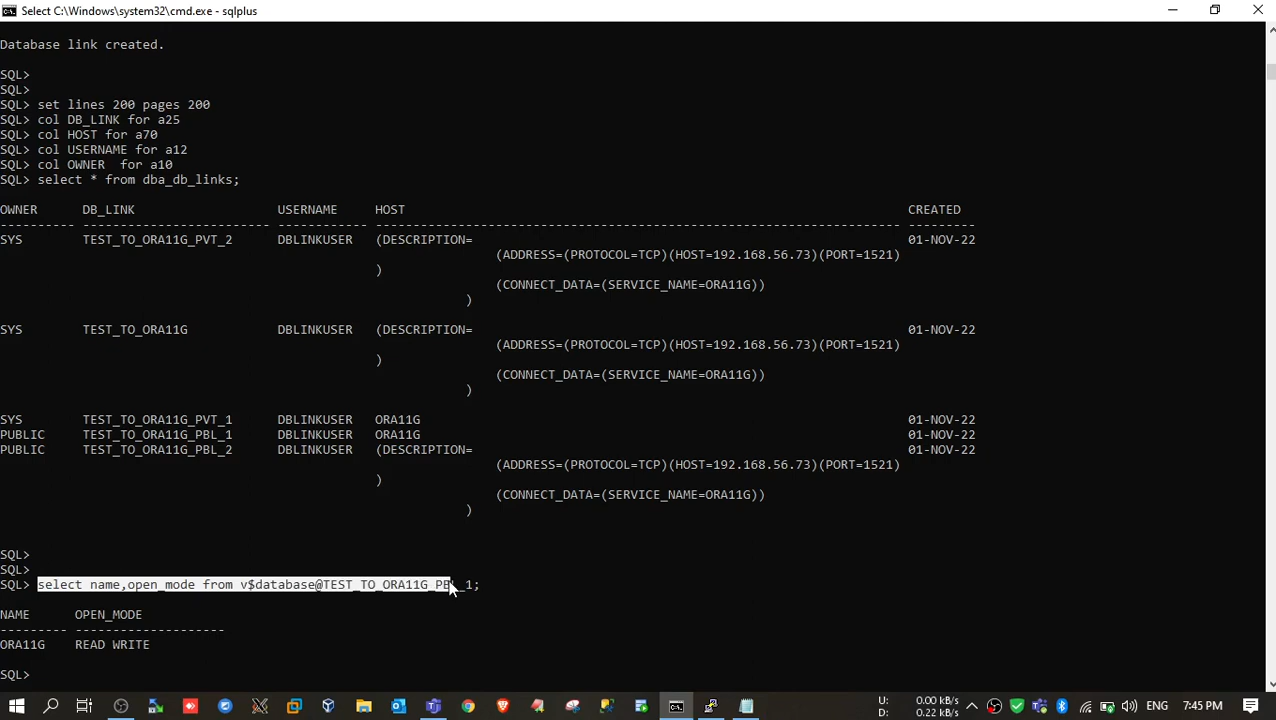 Select C:\Windows\system32\cmd.exe - sqlplus
Database link created.
SQL>
SQL>
SQL> set lines 200 pages 200
SQL> col DB_LINK for a25
SQL> col HOST for a70
SQL> col USERNAME for a12
SQL> col OWNER  for a10
SQL> select * from dba_db_links;
OWNER DB_LINK USERNAME HOST CREATED
---------- ------------------------- ------------ ---------------------------------------------------------------------- ---------
SYS TEST_TO_ORA11G_PVT_2 DBLINKUSER (DESCRIPTION= 01-NOV-22
(ADDRESS=(PROTOCOL=TCP)(HOST=192.168.56.73)(PORT=1521)
)
(CONNECT_DATA=(SERVICE_NAME=ORA11G))
)
SYS TEST_TO_ORA11G DBLINKUSER (DESCRIPTION= 01-NOV-22
(ADDRESS=(PROTOCOL=TCP)(HOST=192.168.56.73)(PORT=1521)
)
(CONNECT_DATA=(SERVICE_NAME=ORA11G))
)
SYS TEST_TO_ORA11G_PVT_1 DBLINKUSER ORA11G 01-NOV-22
PUBLIC TEST_TO_ORA11G_PBL_1 DBLINKUSER ORA11G 01-NOV-22
PUBLIC TEST_TO_ORA11G_PBL_2 DBLINKUSER (DESCRIPTION= 01-NOV-22
(ADDRESS=(PROTOCOL=TCP)(HOST=192.168.56.73)(PORT=1521)
)
(CONNECT_DATA=(SERVICE_NAME=ORA11G))
)
SQL>
SQL>
SQL> select name,open_mode from v$database@TEST_TO_ORA11G_PBL_1;
NAME OPEN_MODE
--------- --------------------
ORA11G READ WRITE
SQL>
U: 0.00 kB/s
D: 0.22 kB/s
ENG 7:45 PM